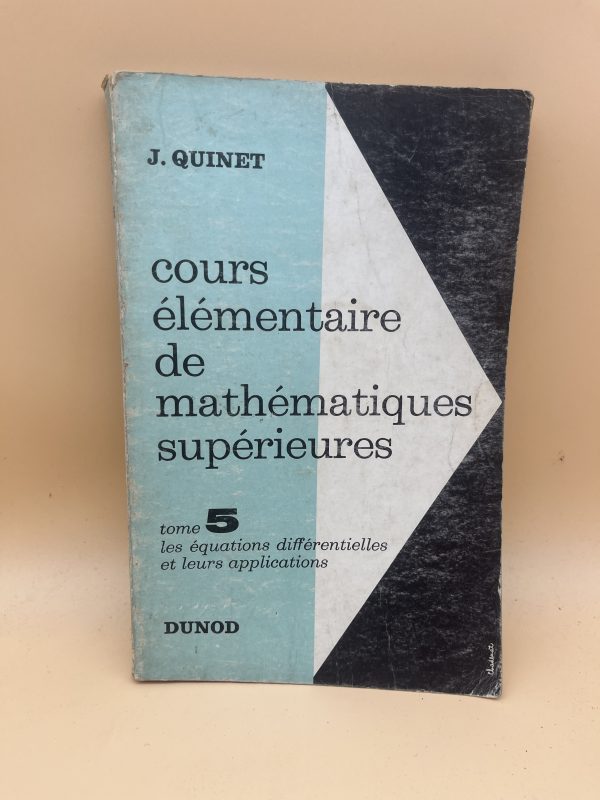 J. QUINET
cours
élémentaire
de
mathématiques
supérieures
tome 5
les équations différentielles
et leurs applications
DUNOD